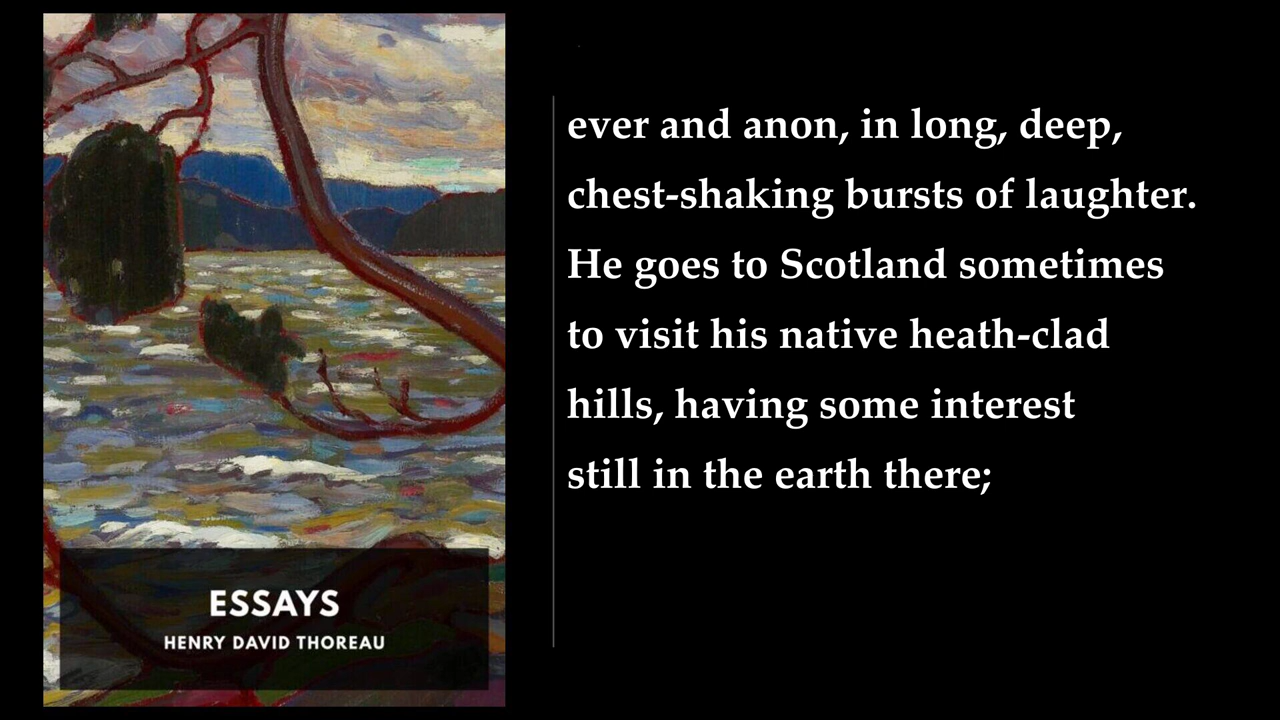 ESSAYS
HENRY DAVID THOREAU
ever and anon, in long, deep,
chest-shaking bursts of laughter.
He goes to Scotland sometimes
to visit his native heath-clad
hills, having some interest
still in the earth there;